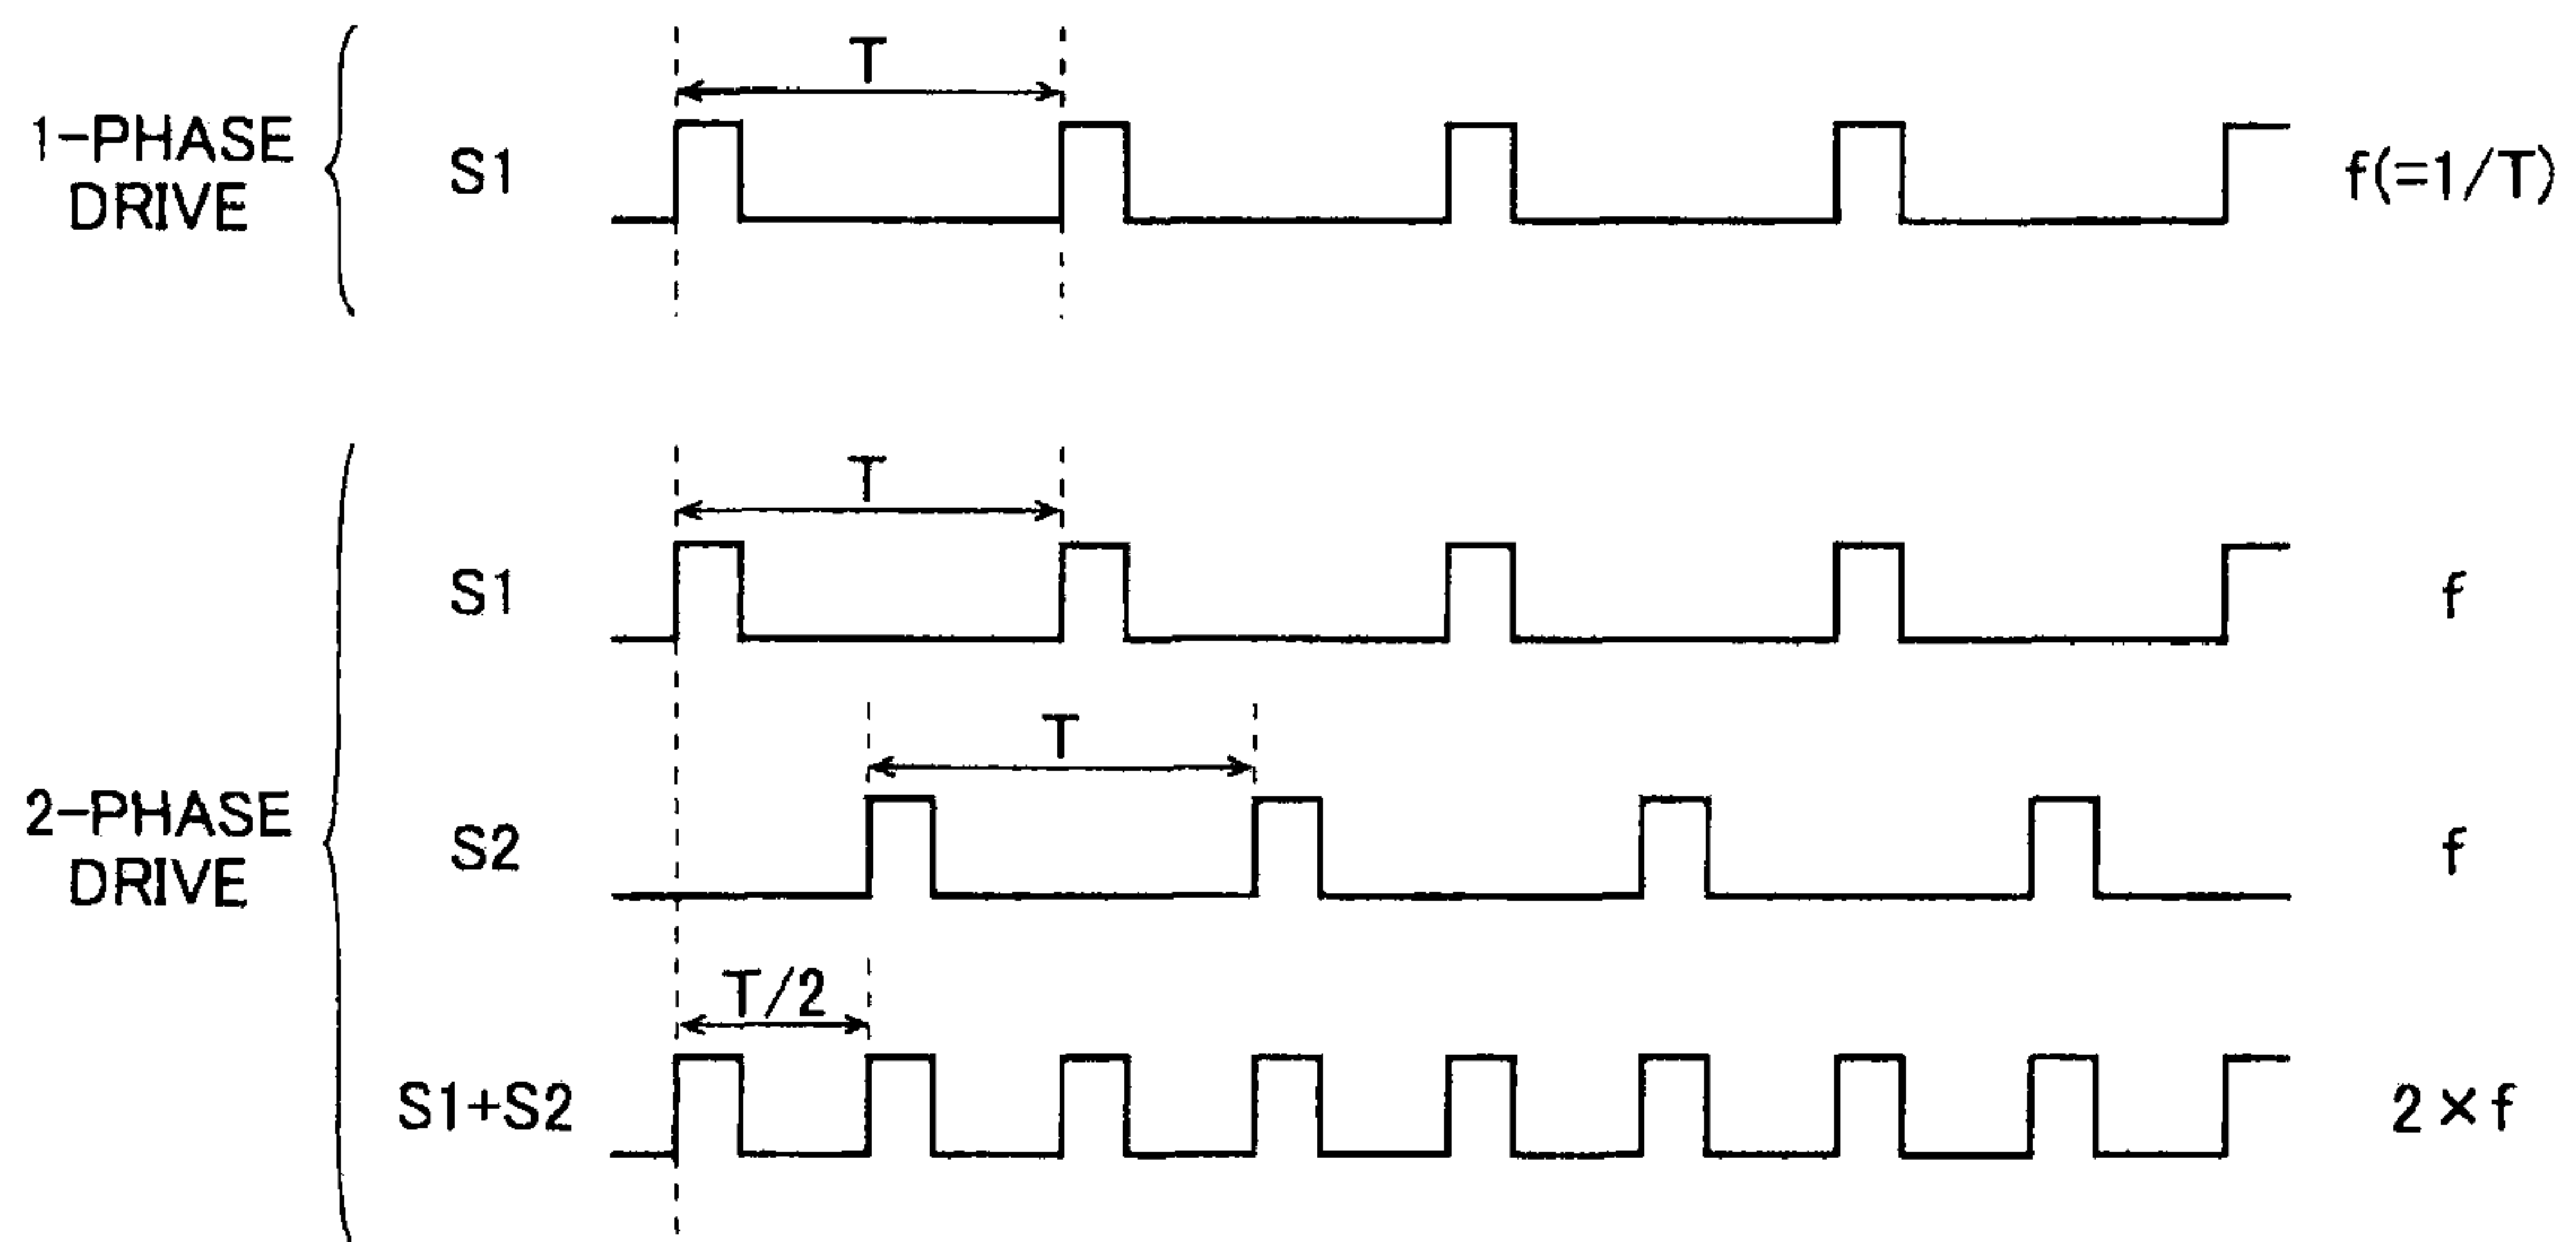 T
1-PHASE
DRIVE
S1
f(=1/T)
T
S1
f
T
2-PHASE
DRIVE
S2
f
T/2
S1+S2
2×f